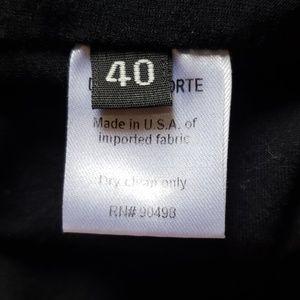 40
Made in U.S.A. of
imported fabric
Dry clean only
RN# 90498